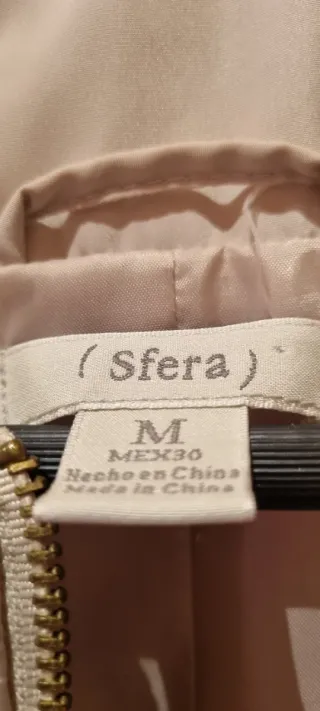 ( Sfera )
M
MEX30
Hecho en China
Made in China